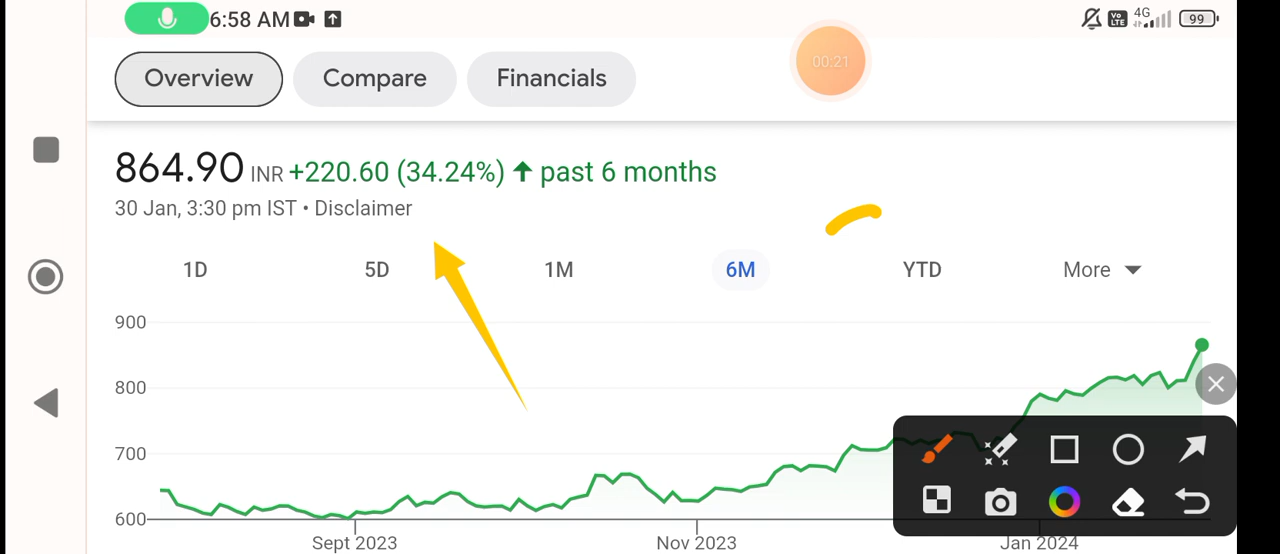 6:58 AM
Vo LTE 4G 99
00:21
Overview Compare Financials
864.90 INR +220.60 (34.24%) ↑ past 6 months
30 Jan, 3:30 pm IST • Disclaimer
1D 5D 1M 6M YTD More
900
800
700
600
Sept 2023 Nov 2023 Jan 2024